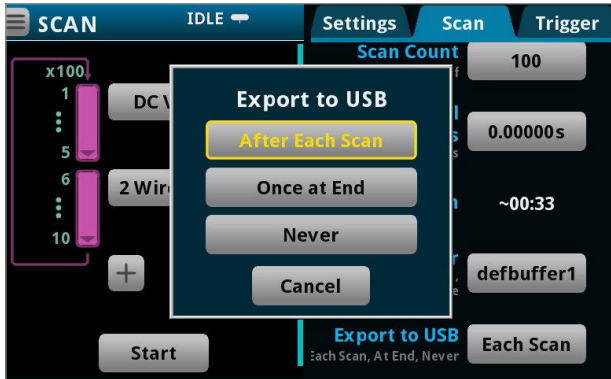 SCAN
IDLE
Settings
Scan
Trigger
x100
1
5
6
10
DC V
2 Wir
Start
Export to USB
After Each Scan
Once at End
Never
Cancel
Scan Count
100
0.00000 s
~00:33
defbuffer1
Export to USB
Each Scan, At End, Never
Each Scan